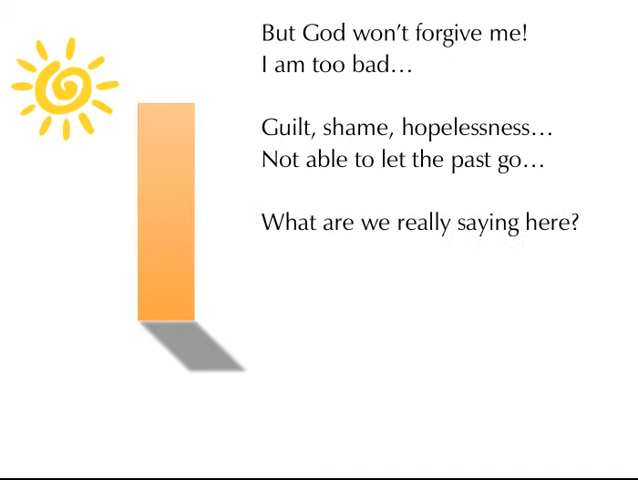 But God won’t forgive me!
I am too bad…
Guilt, shame, hopelessness…
Not able to let the past go…
What are we really saying here?